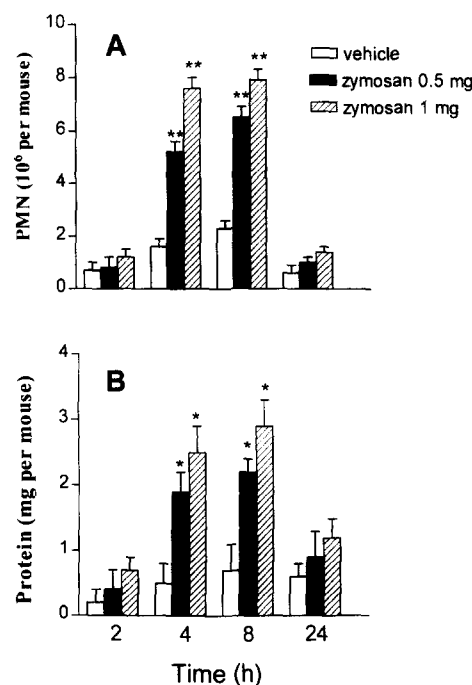 A
vehicle
zymosan 0.5 mg
zymosan 1 mg
PMN (10⁶ per mouse)
10
8
6
4
2
0
** ** ** **
B
Protein (mg per mouse)
4
3
2
1
0
* * * *
2 4 8 24
Time (h)